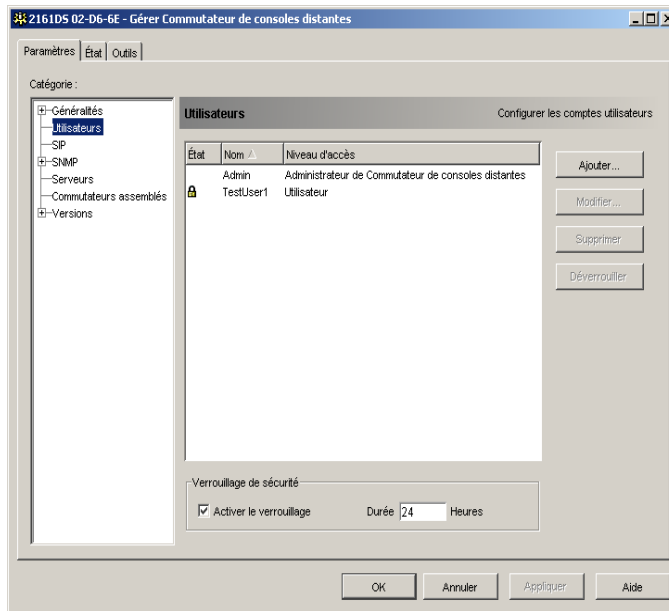 2161DS 02-D6-6E - Gérer Commutateur de consoles distantes
Paramètres État Outils
Catégorie :
Généralités
Utilisateurs
SIP
SNMP
Serveurs
Commutateurs assemblés
Versions
Utilisateurs Configurer les comptes utilisateurs
État Nom Niveau d'accès
Admin Administrateur de Commutateur de consoles distantes
TestUser1 Utilisateur
Ajouter...
Modifier...
Supprimer
Déverrouiller
Verrouillage de sécurité
Activer le verrouillage Durée 24 Heures
OK Annuler Appliquer Aide